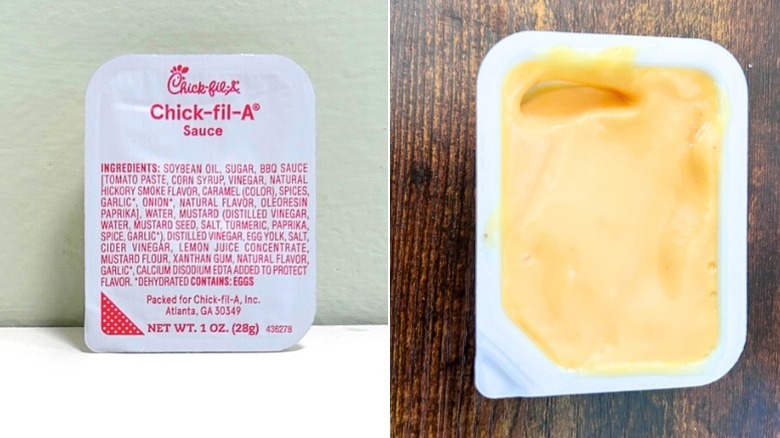 Chick-fil-A
Chick-fil-A®
Sauce
INGREDIENTS: SOYBEAN OIL, SUGAR, BBQ SAUCE
[TOMATO PASTE, CORN SYRUP, VINEGAR, NATURAL
HICKORY SMOKE FLAVOR, CARAMEL (COLOR), SPICES,
GARLIC*, ONION*, NATURAL FLAVOR, OLEORESIN
PAPRIKA], WATER, MUSTARD (DISTILLED VINEGAR,
WATER, MUSTARD SEED, SALT, TURMERIC, PAPRIKA,
SPICE, GARLIC*), DISTILLED VINEGAR, EGG YOLK, SALT,
CIDER VINEGAR, LEMON JUICE CONCENTRATE,
MUSTARD FLOUR, XANTHAN GUM, NATURAL FLAVOR,
GARLIC*, CALCIUM DISODIUM EDTA ADDED TO PROTECT
FLAVOR. *DEHYDRATED CONTAINS: EGGS
Packed for Chick-fil-A, Inc.
Atlanta, GA 30349
NET WT. 1 OZ. (28g) 436278